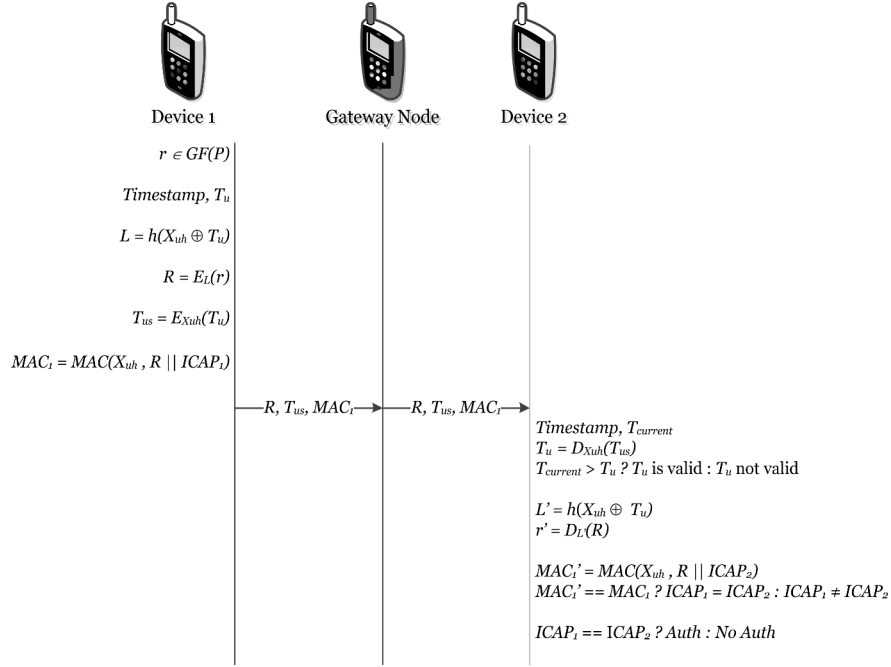 Device 1
Gateway Node
Device 2
r ∈ GF(P)
Timestamp, Tu
L = h(Xuh ⊕ Tu)
R = EL(r)
Tus = EXuh(Tu)
MAC1 = MAC(Xuh , R || ICAP1)
R, Tus, MAC1
R, Tus, MAC1
Timestamp, Tcurrent
Tu = DXuh(Tus)
Tcurrent > Tu ? Tu is valid : Tu not valid
L’ = h(Xuh ⊕ Tu)
r’ = DL’(R)
MAC1’ = MAC(Xuh , R || ICAP2)
MAC1’ == MAC1 ? ICAP1 = ICAP2 : ICAP1 ≠ ICAP2
ICAP1 == ICAP2 ? Auth : No Auth